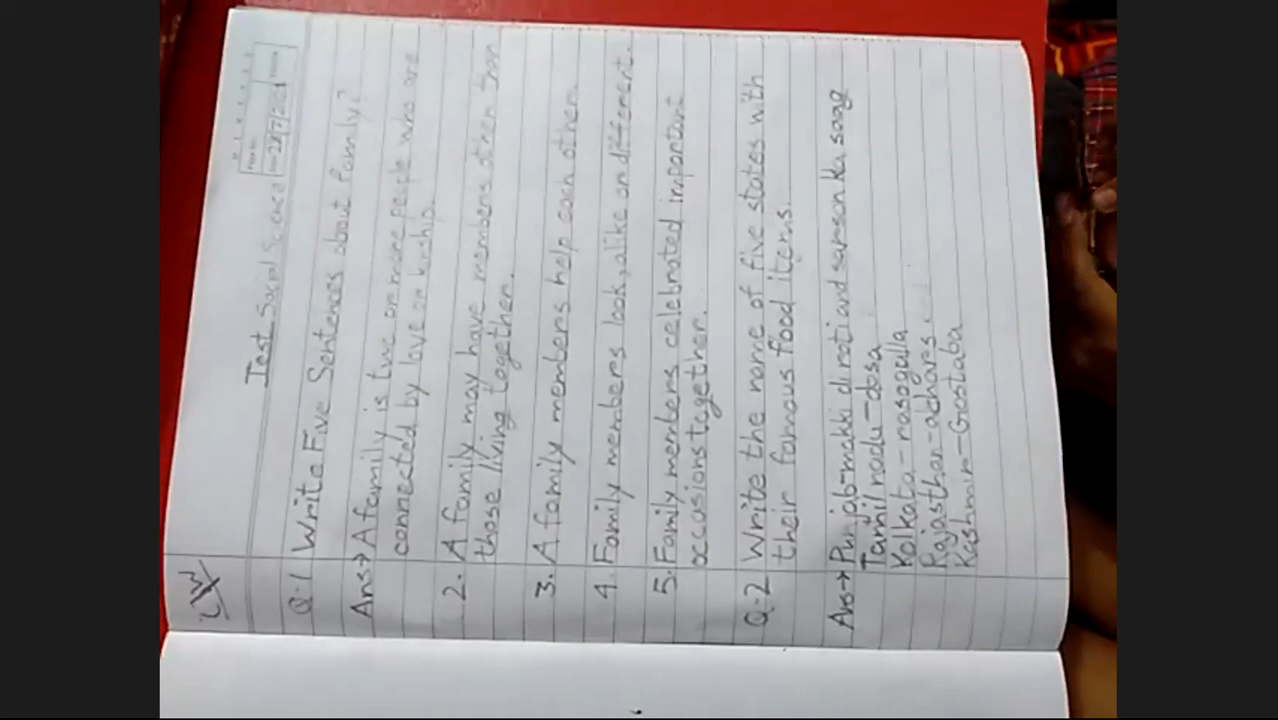 C/W
Test Social Science
Q-1 Write Five Sentences about family?
Ans→ A family is two or more people who are
connected by love or kinship.
2. A family may have members other than
those living together.
3. A family members help each other.
4. Family members look, alike or different.
5. Family members celebrated important
occasions together.
Q-2 Write the name of five states with
their famous food items.
Ans→ Punjab-makki di roti and sarson ka saag
Tamil nadu-dosa
Kolkata-rasogulla
Rajasthan-achars
Kashmir-Goostaba